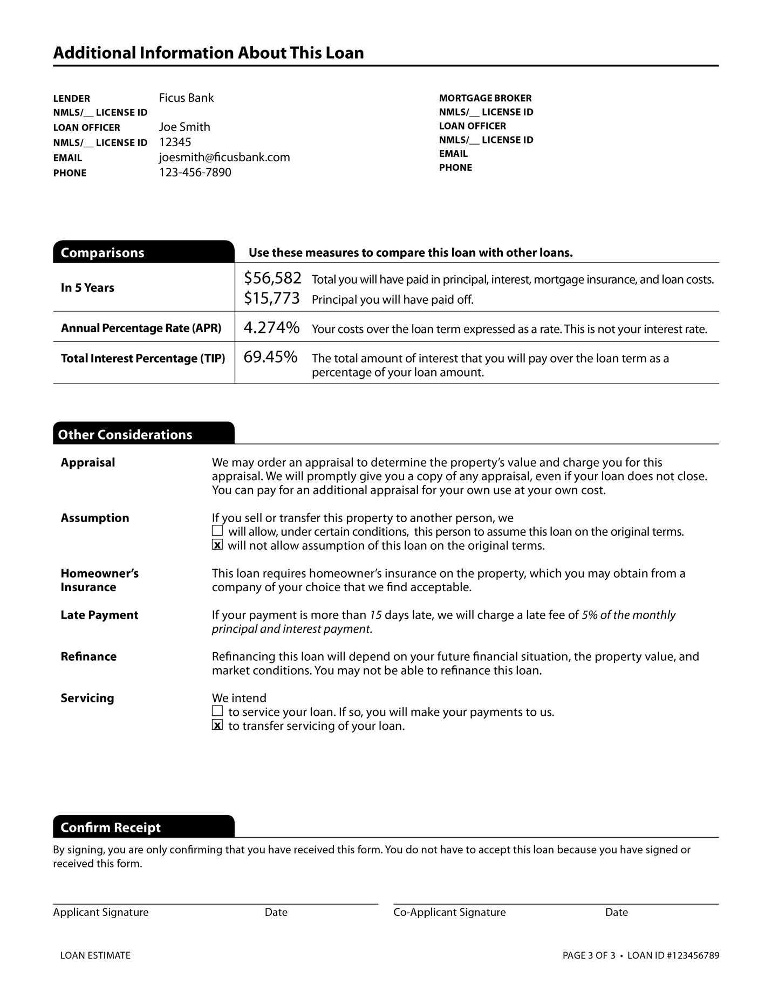 Additional Information About This Loan
LENDER Ficus Bank
NMLS/__ LICENSE ID
LOAN OFFICER Joe Smith
NMLS/__ LICENSE ID 12345
EMAIL joesmith@ficusbank.com
PHONE 123-456-7890
MORTGAGE BROKER
NMLS/__ LICENSE ID
LOAN OFFICER
NMLS/__ LICENSE ID
EMAIL
PHONE
Comparisons Use these measures to compare this loan with other loans.
In 5 Years
$56,582 Total you will have paid in principal, interest, mortgage insurance, and loan costs.
$15,773 Principal you will have paid off.
Annual Percentage Rate (APR) 4.274% Your costs over the loan term expressed as a rate. This is not your interest rate.
Total Interest Percentage (TIP) 69.45% The total amount of interest that you will pay over the loan term as a
percentage of your loan amount.
Other Considerations
Appraisal We may order an appraisal to determine the property’s value and charge you for this
appraisal. We will promptly give you a copy of any appraisal, even if your loan does not close.
You can pay for an additional appraisal for your own use at your own cost.
Assumption If you sell or transfer this property to another person, we
☐ will allow, under certain conditions, this person to assume this loan on the original terms.
☒ will not allow assumption of this loan on the original terms.
Homeowner’s This loan requires homeowner’s insurance on the property, which you may obtain from a
Insurance company of your choice that we find acceptable.
Late Payment If your payment is more than 15 days late, we will charge a late fee of 5% of the monthly
principal and interest payment.
Refinance Refinancing this loan will depend on your future financial situation, the property value, and
market conditions. You may not be able to refinance this loan.
Servicing We intend
☐ to service your loan. If so, you will make your payments to us.
☒ to transfer servicing of your loan.
Confirm Receipt
By signing, you are only confirming that you have received this form. You do not have to accept this loan because you have signed or
received this form.
Applicant Signature Date Co-Applicant Signature Date
LOAN ESTIMATE PAGE 3 OF 3 • LOAN ID #123456789